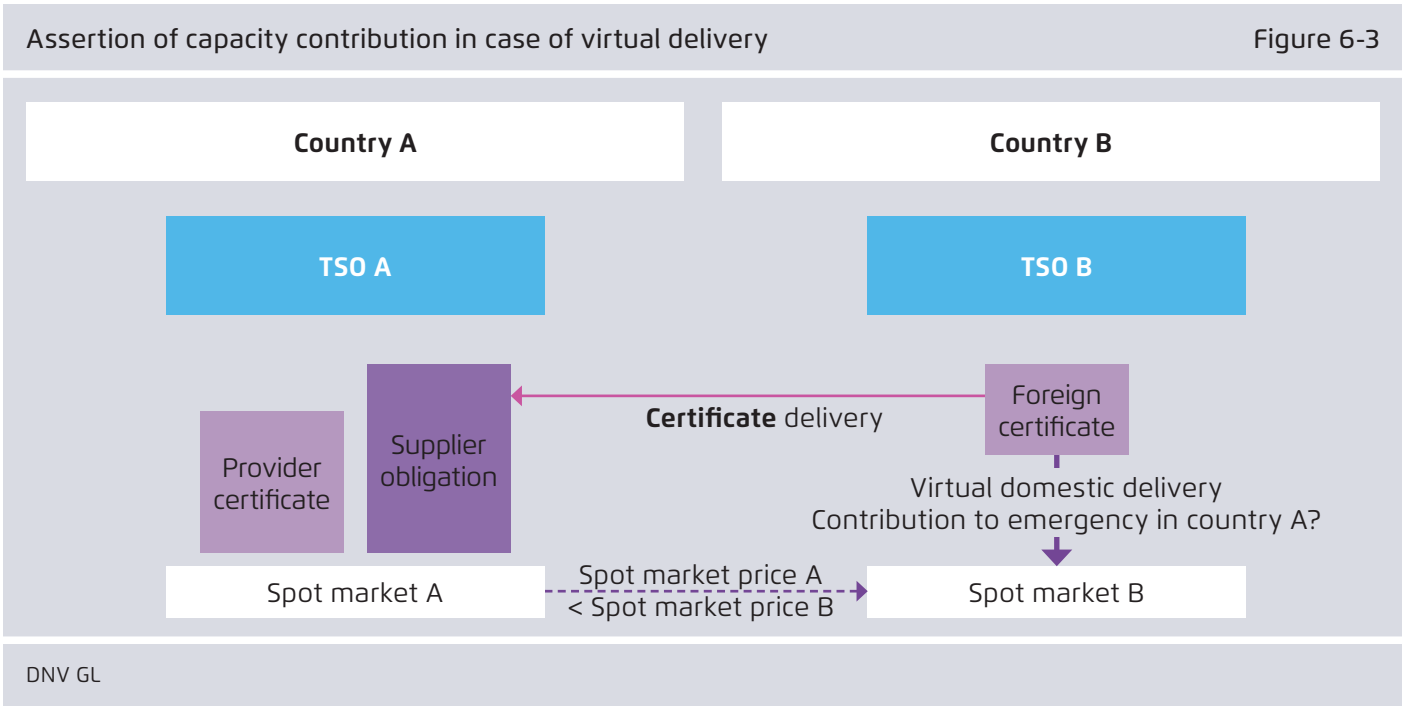 Assertion of capacity contribution in case of virtual delivery
Figure 6-3
Country A
Country B
TSO A
TSO B
Provider
certificate
Supplier
obligation
Certificate delivery
Foreign
certificate
Virtual domestic delivery
Contribution to emergency in country A?
Spot market A
Spot market price A
< Spot market price B
Spot market B
DNV GL